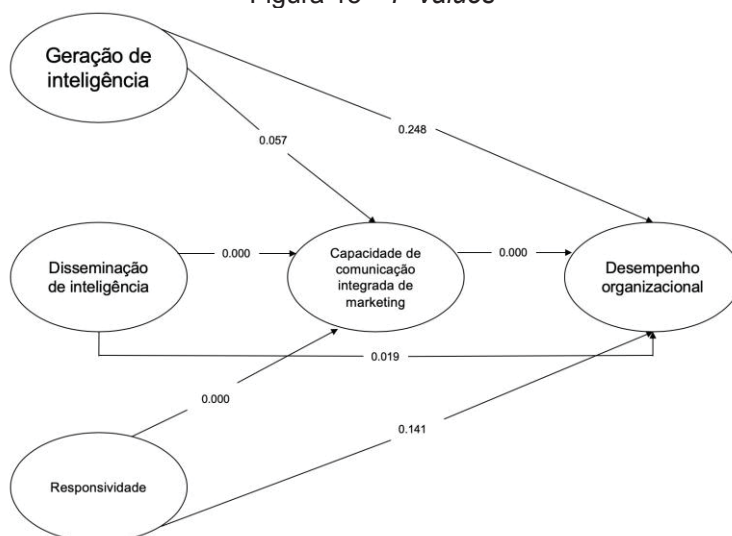 Geração de
inteligência
0.248
0.057
Disseminação
de inteligência
0.000
Capacidade de
comunicação
integrada de
marketing
0.000
Desempenho
organizacional
0.019
0.000
0.141
Responsividade